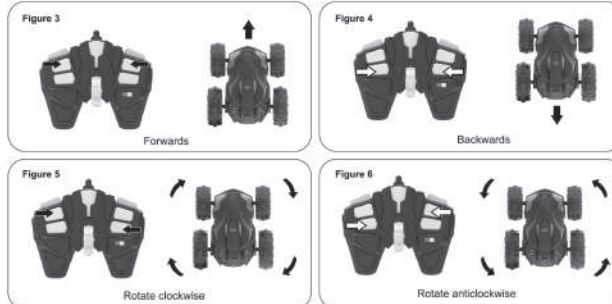 Figure 3
Forwards
Figure 4
Backwards
Figure 5
Rotate clockwise
Figure 6
Rotate anticlockwise